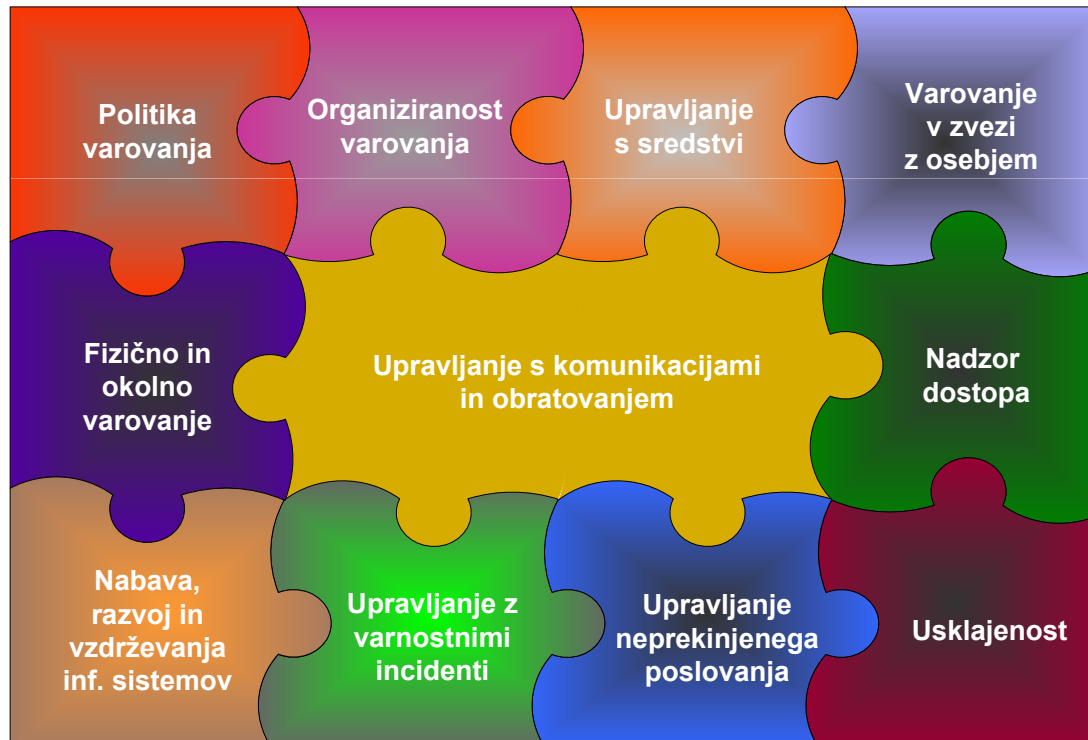 Politika
varovanja
Organiziranost
varovanja
Upravljanje
s sredstvi
Varovanje
v zvezi
z osebjem
Fizično in
okolno
varovanje
Upravljanje s komunikacijami
in obratovanjem
Nadzor
dostopa
Nabava,
razvoj in
vzdrževanja
inf. sistemov
Upravljanje z
varnostnimi
incidenti
Upravljanje
neprekinjenega
poslovanja
Usklajenost